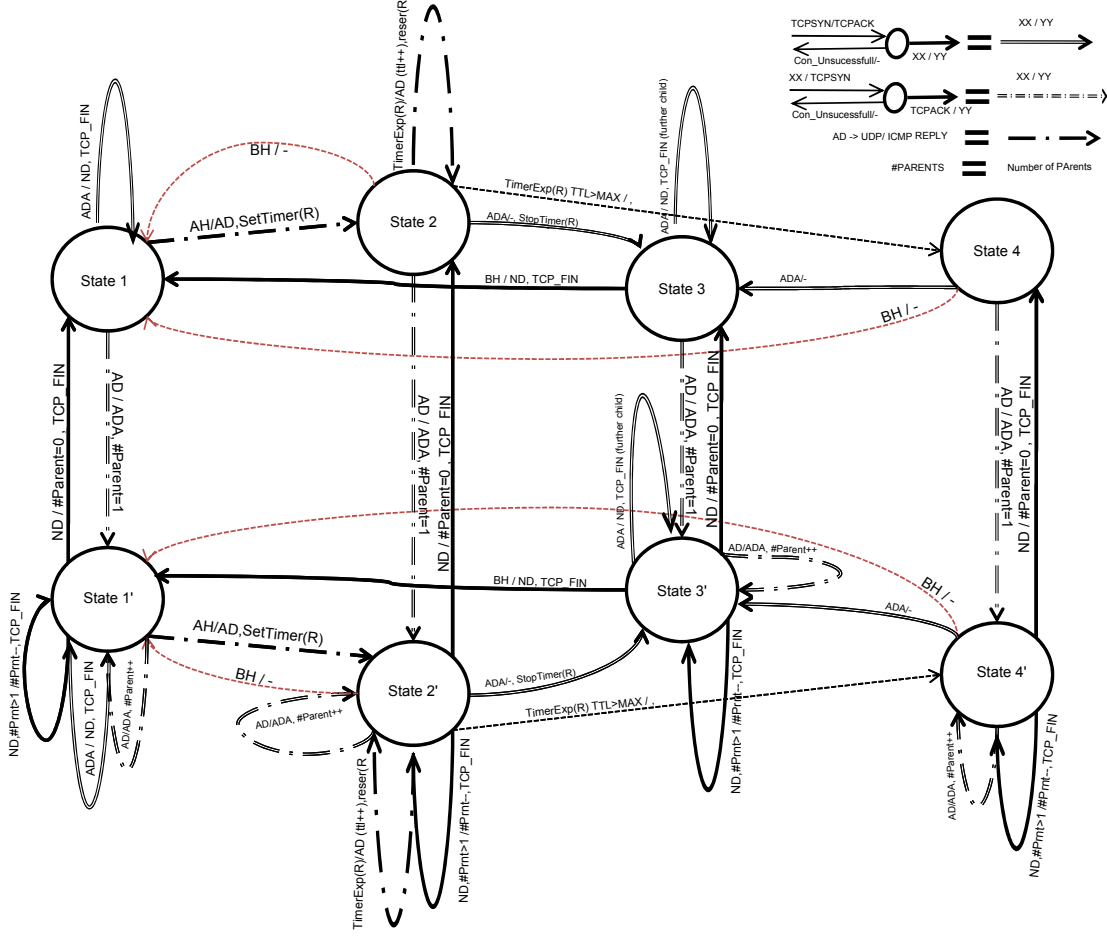 TCPSYN/TCPACK
XX / YY
Con_Unsucessfull/-
XX / YY
XX / TCPSYN
XX / YY
Con_Unsucessfull/-
TCPACK / YY
AD -> UDP/ ICMP REPLY
#PARENTS
Number of PArents
TimerExp(R)/AD (ttl++),reser(R
ADA / ND, TCP_FIN
BH / -
ADA / ND, TCP_FIN (further child)
TimerExp(R) TTL>MAX / ,
AH/AD,SetTimer(R)
State 2
ADA/-, StopTimer(R)
State 4
State 1
BH / ND, TCP_FIN
State 3
ADA/-
BH / -
ND / #Parent=0 , TCP_FIN
AD / ADA, #Parent=1
AD / ADA, #Parent=1
ND / #Parent=0 , TCP_FIN
AD / ADA, #Parent=1
ND / #Parent=0 , TCP_FIN
AD / ADA, #Parent=1
ND / #Parent=0 , TCP_FIN
ADA / ND, TCP_FIN (further child)
AD/ADA, #Parent++
State 1'
BH / ND, TCP_FIN
State 3'
BH / -
ADA/-
AH/AD,SetTimer(R)
BH / -
State 2'
ADA/-, StopTimer(R)
State 4'
TimerExp(R) TTL>MAX / ,
ND,#Prnt>1 /#Prnt--,TCP_FIN
ADA / ND, TCP_FIN
AD/ADA, #Parent++
AD/ADA, #Parent++
TimerExp(R)/AD (ttl++),reser(R
ND,#Prnt>1 /#Prnt--,TCP_FIN
ND,#Prnt>1 /#Prnt--,TCP_FIN
AD/ADA, #Parent++
ND,#Prnt>1 /#Prnt--,TCP_FIN